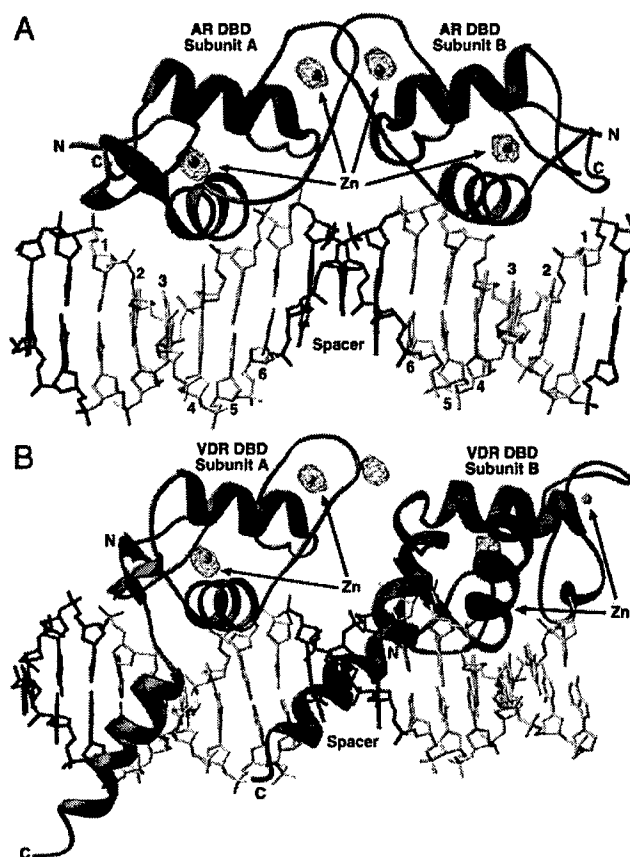 A
AR DBD
Subunit A
AR DBD
Subunit B
N
C
Zn
N
C
1
2
3
4
5
6
Spacer
6
5
4
3
2
1
B
VDR DBD
Subunit A
VDR DBD
Subunit B
N
Zn
Zn
N
Spacer
C
C